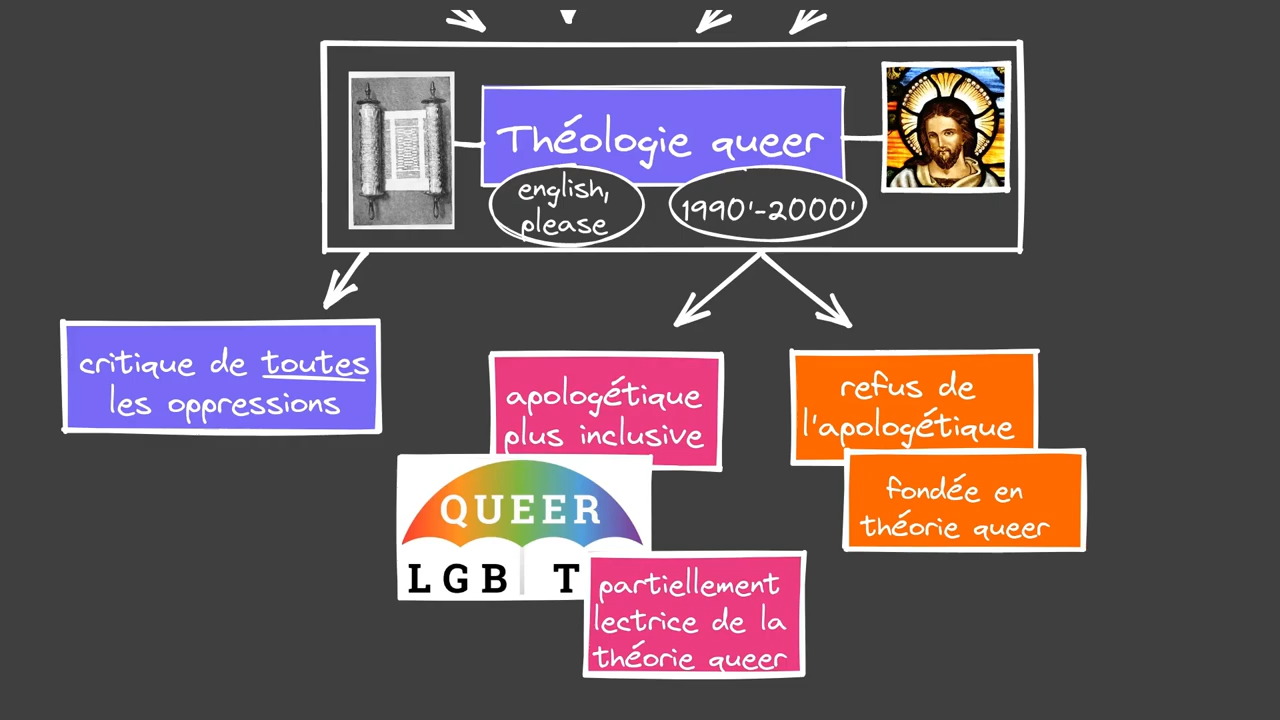 Théologie queer
english,
please
1990'-2000'
critique de toutes
les oppressions
apologétique
plus inclusive
QUEER
L G B T
partiellement
lectrice de la
théorie queer
refus de
l'apologétique
fondée en
théorie queer